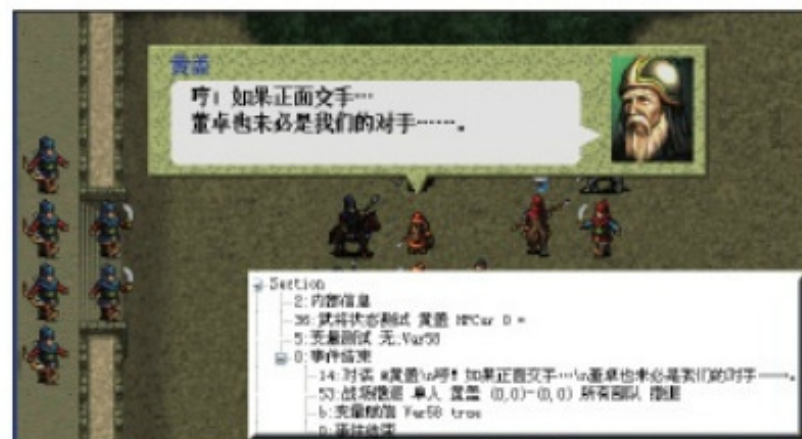 黄盖
哼！如果正面交手…
董卓也未必是我们的对手……。
Section
2:内部信息
36:武将状态测试 黄盖 HPCur 0 =
5:变量测试 无:Var58
0:事件结束
14:对话 #黄盖\n哼！如果正面交手…\n董卓也未必是我们的对手……。
53:战场撤退 单人 黄盖 (0,0)-(0,0) 所有部队 撤退
b:变量赋值 Var58 true
0:事件结束